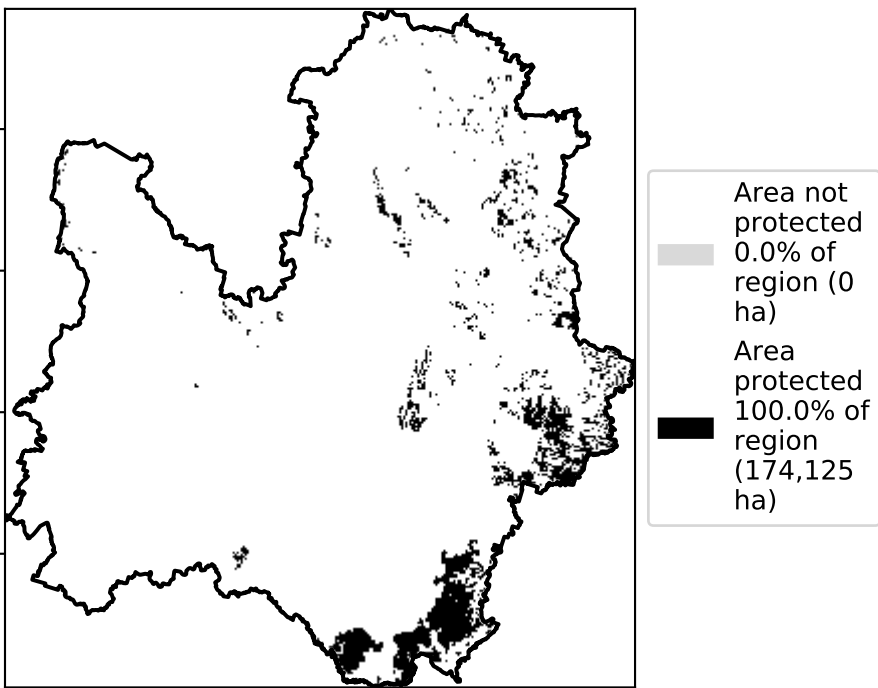 Area not
protected
0.0% of
region (0
ha)
Area
protected
100.0% of
region
(174,125
ha)